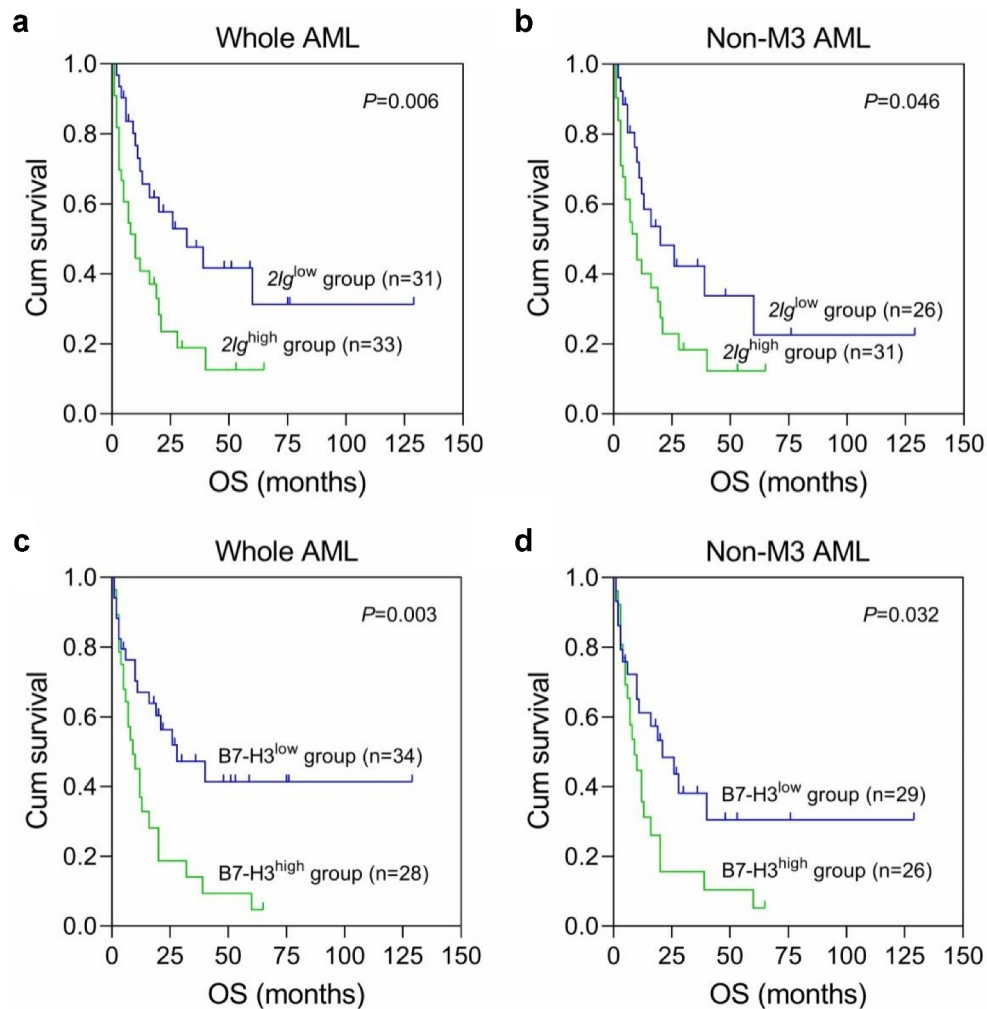 a
Whole AML
P=0.006
1.0
0.8
0.6
0.4
0.2
0.0
Cum survival
2Ig^low group (n=31)
2Ig^high group (n=33)
0 25 50 75 100 125 150
OS (months)
b
Non-M3 AML
P=0.046
1.0
0.8
0.6
0.4
0.2
0.0
Cum survival
2Ig^low group (n=26)
2Ig^high group (n=31)
0 25 50 75 100 125 150
OS (months)
c
Whole AML
P=0.003
1.0
0.8
0.6
0.4
0.2
0.0
Cum survival
B7-H3^low group (n=34)
B7-H3^high group (n=28)
0 25 50 75 100 125 150
OS (months)
d
Non-M3 AML
P=0.032
1.0
0.8
0.6
0.4
0.2
0.0
Cum survival
B7-H3^low group (n=29)
B7-H3^high group (n=26)
0 25 50 75 100 125 150
OS (months)